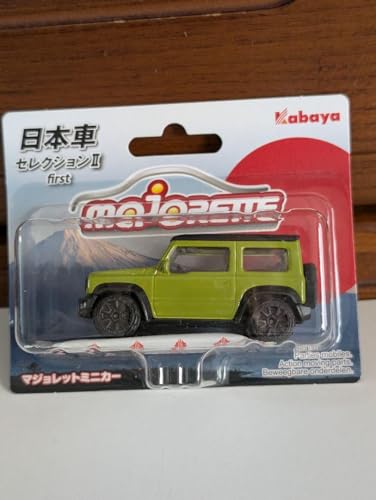 日本車
セレクションⅡ
first
Kabaya
majorette
Parties mobiles.
Action moving parts.
Beweegbare onderdelen.
マジョレットミニカー